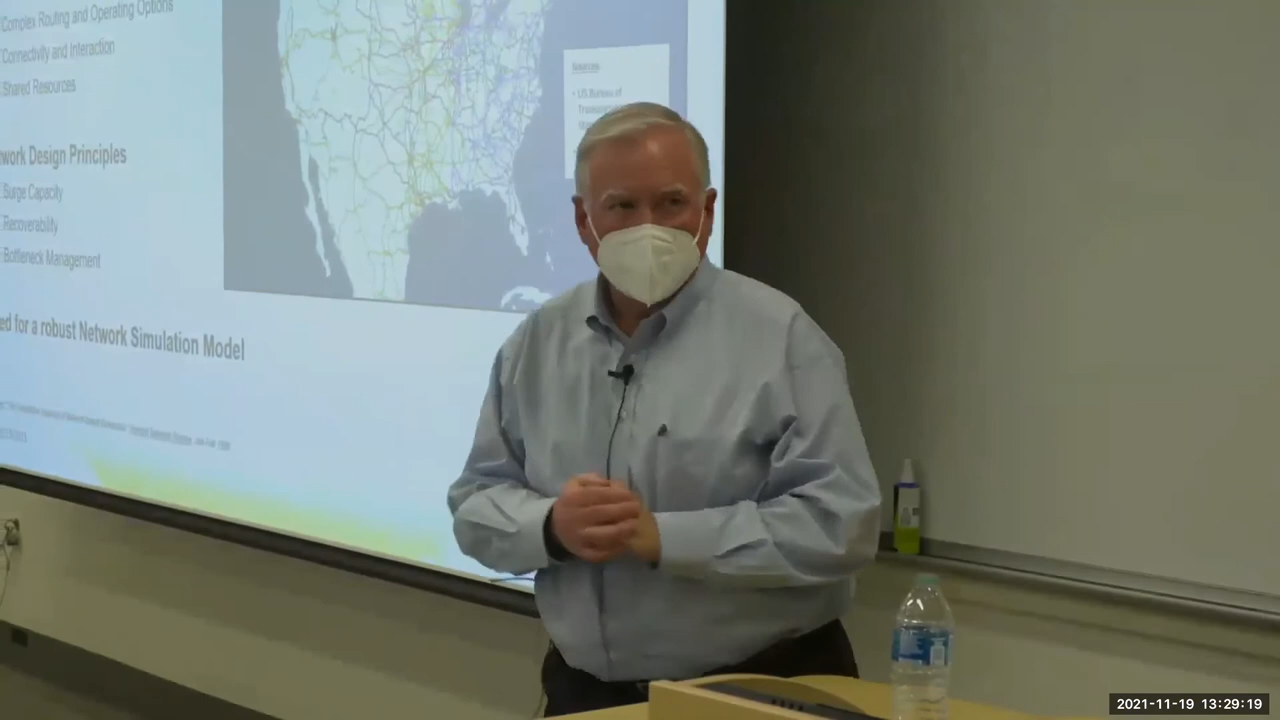 Complex Routing and Operating Options
Connectivity and Interaction
Shared Resources
work Design Principles
Surge Capacity
Recoverability
Bottleneck Management
ed for a robust Network Simulation Model
Sources
• US Bureau of
2021-11-19 13:29:19